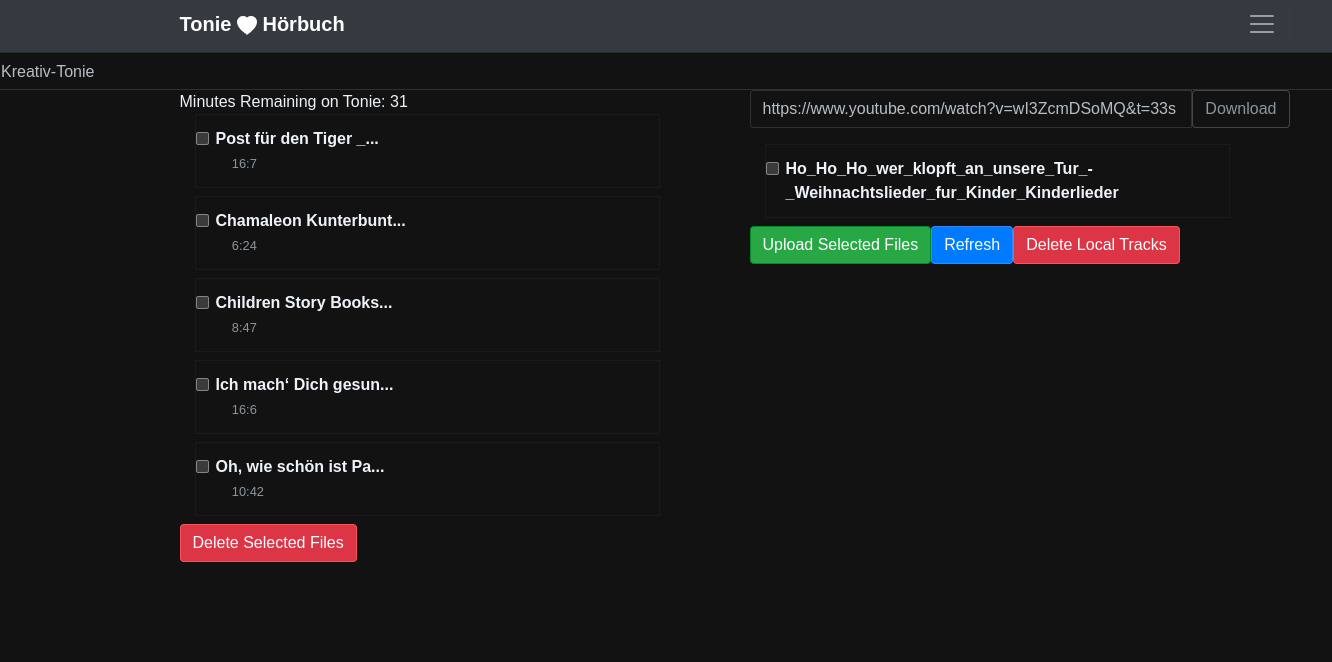 Tonie Hörbuch
Kreativ-Tonie
Minutes Remaining on Tonie: 31
Post für den Tiger _...
16:7
Chamaleon Kunterbunt...
6:24
Children Story Books...
8:47
Ich mach‘ Dich gesun...
16:6
Oh, wie schön ist Pa...
10:42
Delete Selected Files
https://www.youtube.com/watch?v=wI3ZcmDSoMQ&t=33s Download
Ho_Ho_Ho_wer_klopft_an_unsere_Tur_-
_Weihnachtslieder_fur_Kinder_Kinderlieder
Upload Selected Files Refresh Delete Local Tracks